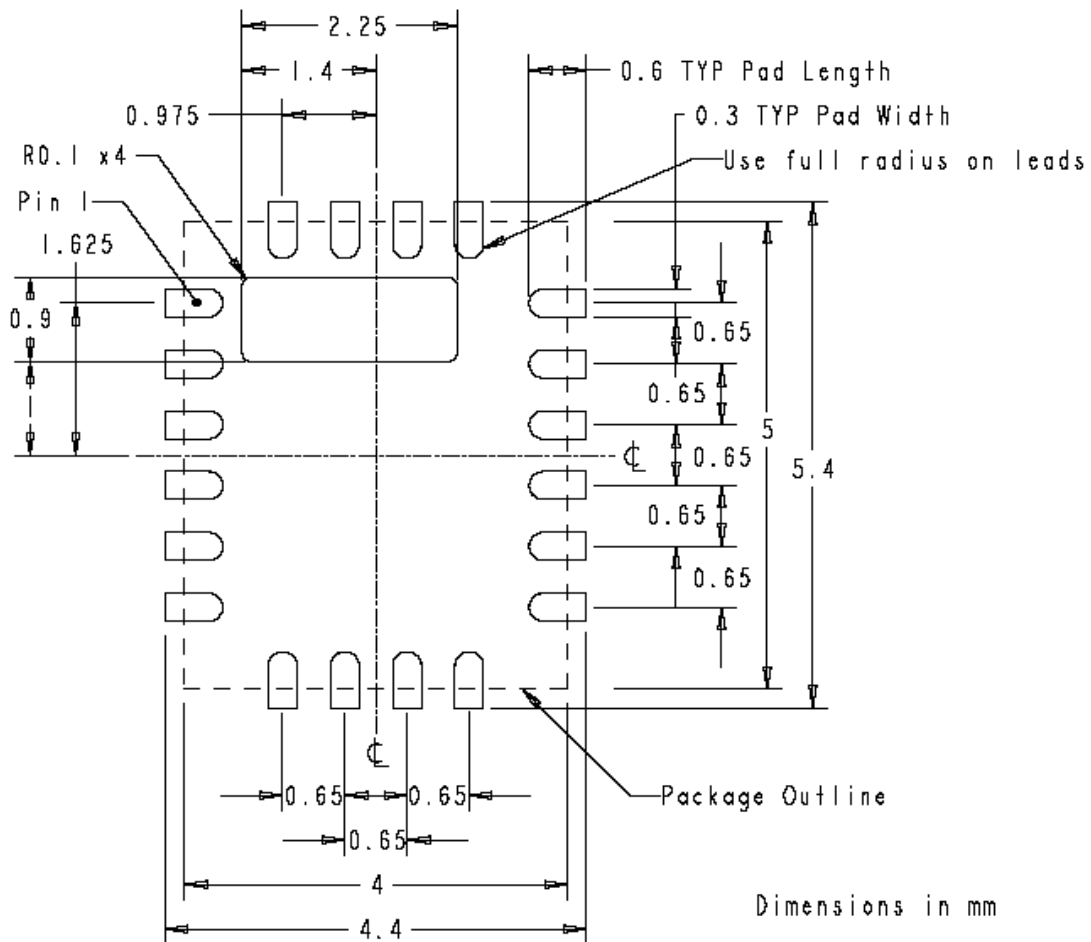 2.25
1.4
0.6 TYP Pad Length
0.975
0.3 TYP Pad Width
R0.1 x4
Use full radius on leads
Pin 1
1.625
0.9
0.65
0.65
5
0.65
5.4
0.65
0.65
0.65
0.65
0.65
Package Outline
4
4.4
Dimensions in mm